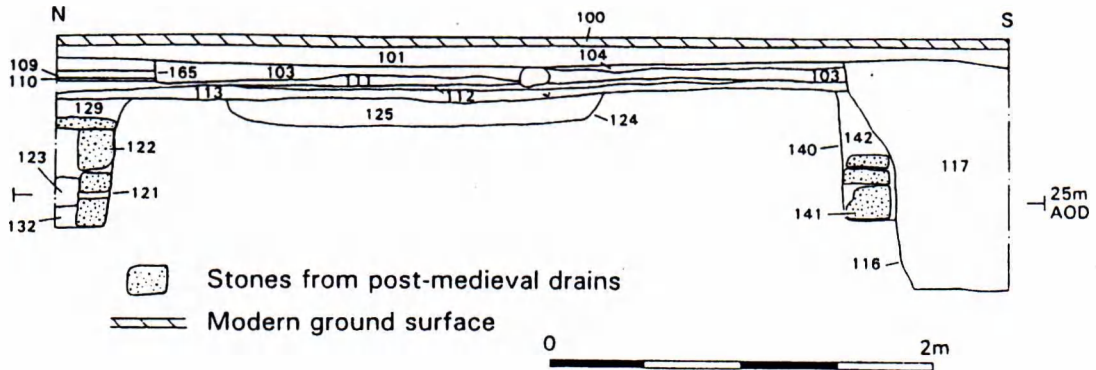 N 100 S
109 101 104
110 165 103 111 103
113 112
129 125 124
122 140 142 117
123
121 25m
132 141 AOD
116
Stones from post-medieval drains
Modern ground surface
0 2m